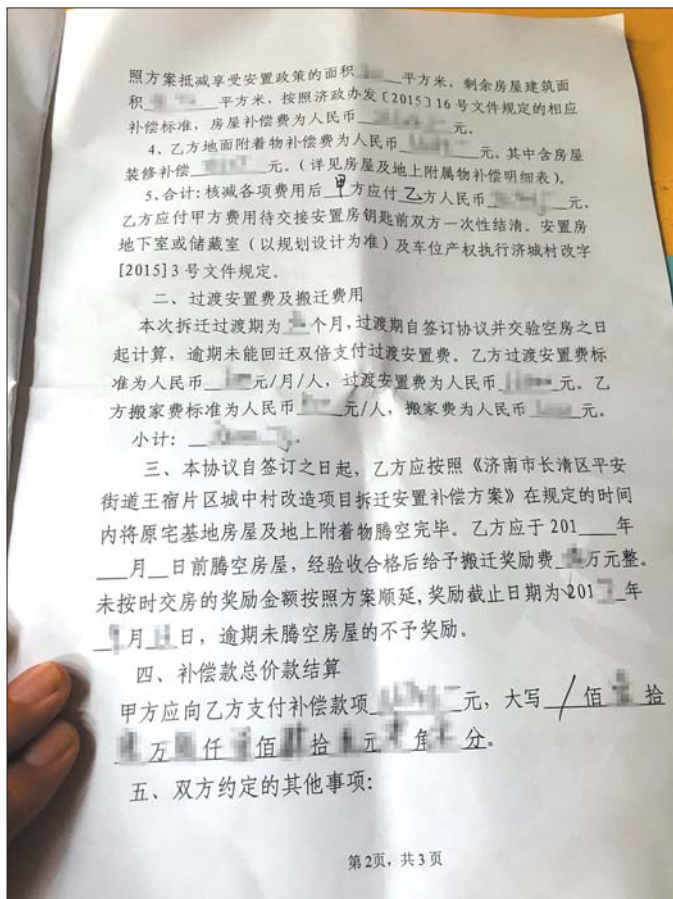 照方案抵减享受安置政策的面积 平方米，剩余房屋建筑面
积 平方米，按照济政办发〔2015〕16号文件规定的相应
补偿标准，房屋补偿费为人民币 元。
4、乙方地面附着物补偿费为人民币 元。其中含房屋
装修补偿 元。（详见房屋及地上附属物补偿明细表）。
5、合计：核减各项费用后 甲方应付 乙方人民币 元。
乙方应付甲方费用待交接安置房钥匙前双方一次性结清。安置房
地下室或储藏室（以规划设计为准）及车位产权执行济城村改字
[2015]3号文件规定。
二、过渡安置费及搬迁费用
本次拆迁过渡期为 个月，过渡期自签订协议并交验空房之日
起计算，逾期未能回迁双倍支付过渡安置费。乙方过渡安置费标
准为人民币 元/月/人，过渡安置费为人民币 元。乙
方搬家费标准为人民币 元/人，搬家费为人民币 元。
小计： 。
三、本协议自签订之日起，乙方应按照《济南市长清区平安
街道王宿片区城中村改造项目拆迁安置补偿方案》在规定的时间
内将原宅基地房屋及地上附着物腾空完毕。乙方应于201____年
___月__日前腾空房屋，经验收合格后给予搬迁奖励费 万元整。
未按时交房的奖励金额按照方案顺延，奖励截止日期为201 年
月 日，逾期未腾空房屋的不予奖励。
四、补偿款总价款结算
甲方应向乙方支付补偿款项 元，大写 / 佰 拾
万 仟 佰 拾 元 角 分。
五、双方约定的其他事项：
第2页，共3页